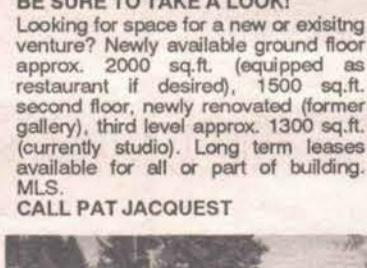 BE SURE TO TAKE A LOOK!
Looking for space for a new or exisitng
venture? Newly available ground floor
approx. 2000 sq.ft. (equipped as
restaurant if desired), 1500 sq.ft.
second floor, newly renovated (former
gallery), third level approx. 1300 sq.ft.
(currently studio). Long term leases
available for all or part of building.
MLS.
CALL PAT JACQUEST